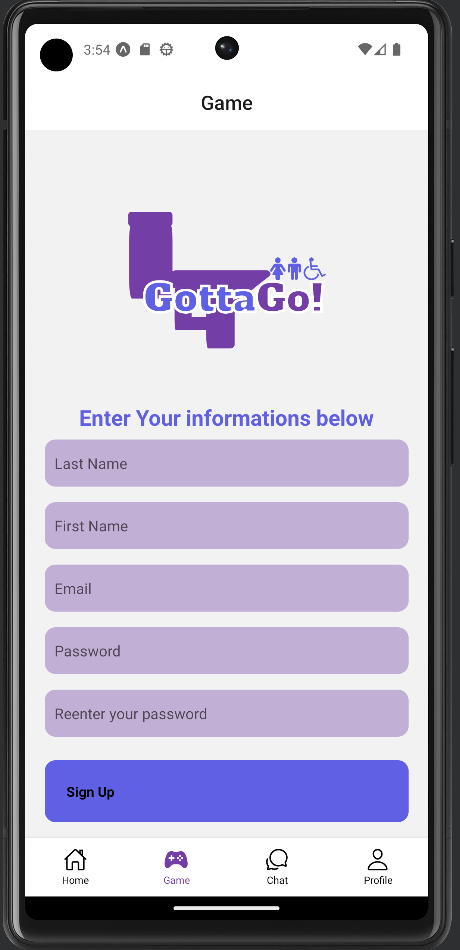 3:54
Game
GottaGo!
Enter Your informations below
Last Name
First Name
Email
Password
Reenter your password
Sign Up
Home
Game
Chat
Profile